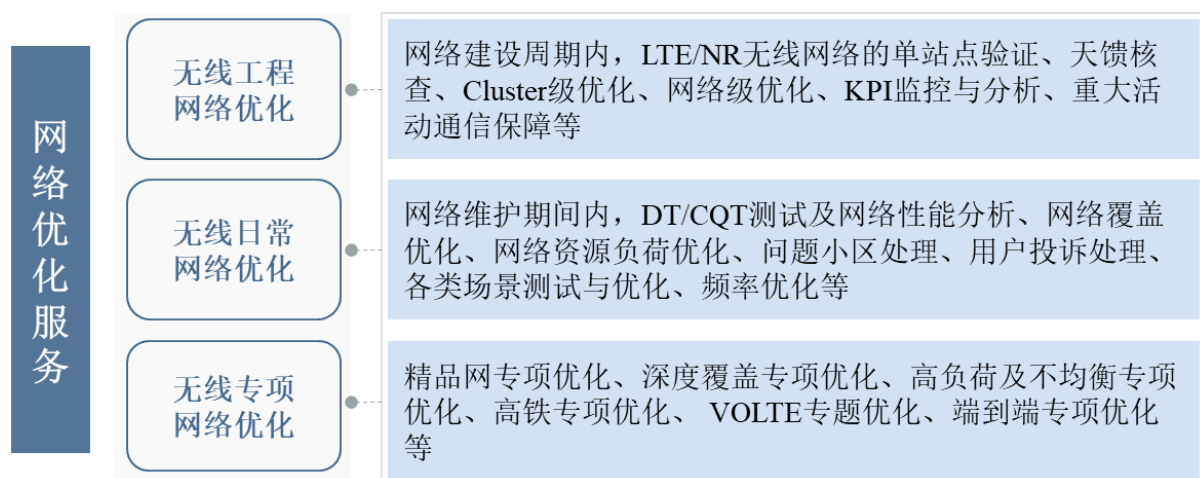 网络优化服务
无线工程
网络优化
网络建设周期内，LTE/NR无线网络的单站点验证、天馈核
查、Cluster级优化、网络级优化、KPI监控与分析、重大活
动通信保障等
无线日常
网络优化
网络维护期间内，DT/CQT测试及网络性能分析、网络覆盖
优化、网络资源负荷优化、问题小区处理、用户投诉处理、
各类场景测试与优化、频率优化等
无线专项
网络优化
精品网专项优化、深度覆盖专项优化、高负荷及不均衡专项
优化、高铁专项优化、 VOLTE专题优化、端到端专项优化
等